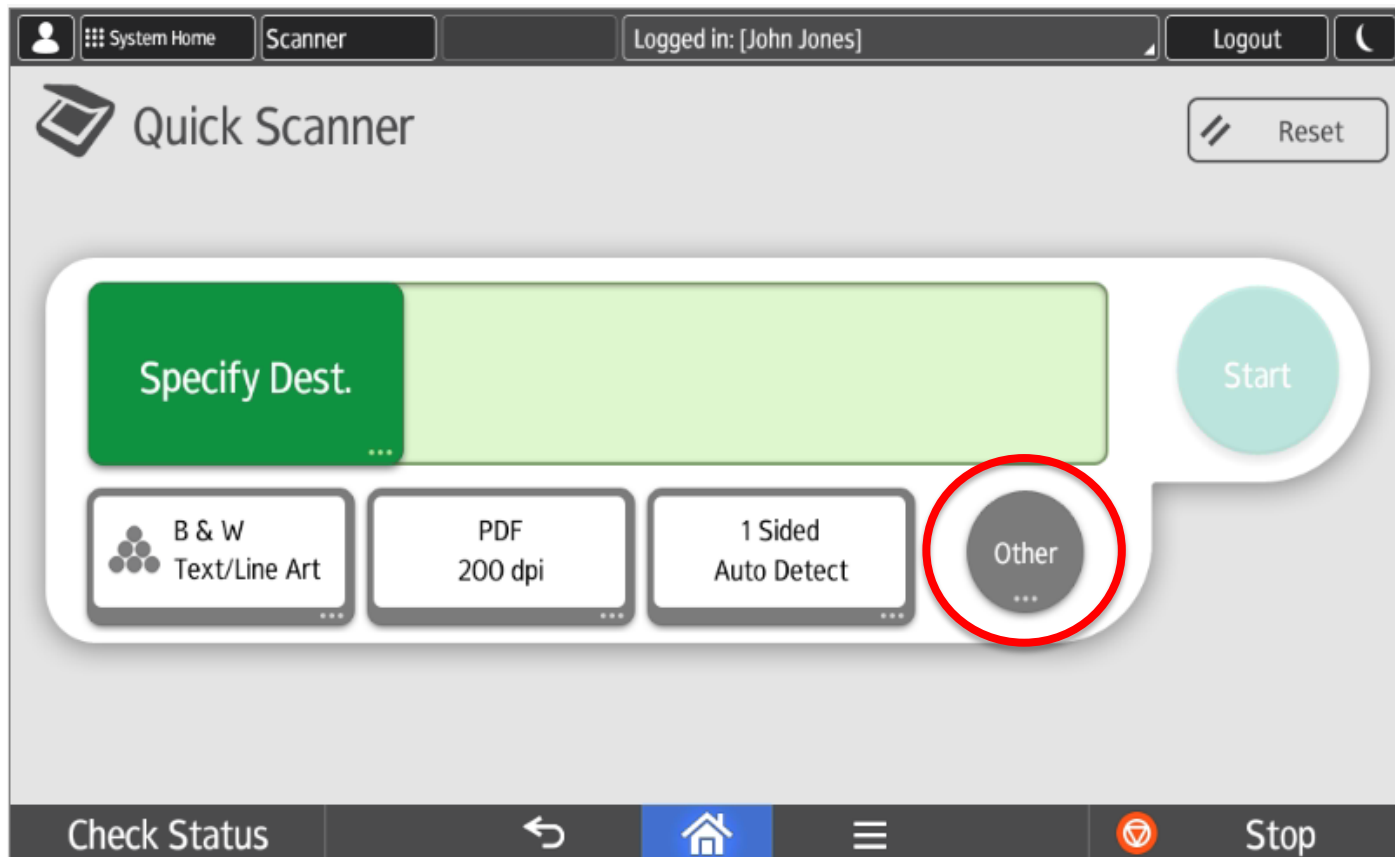 System Home
Scanner
Logged in: [John Jones]
Logout
Quick Scanner
Reset
Specify Dest.
Start
B & W
Text/Line Art
PDF
200 dpi
1 Sided
Auto Detect
Other
Check Status
Stop